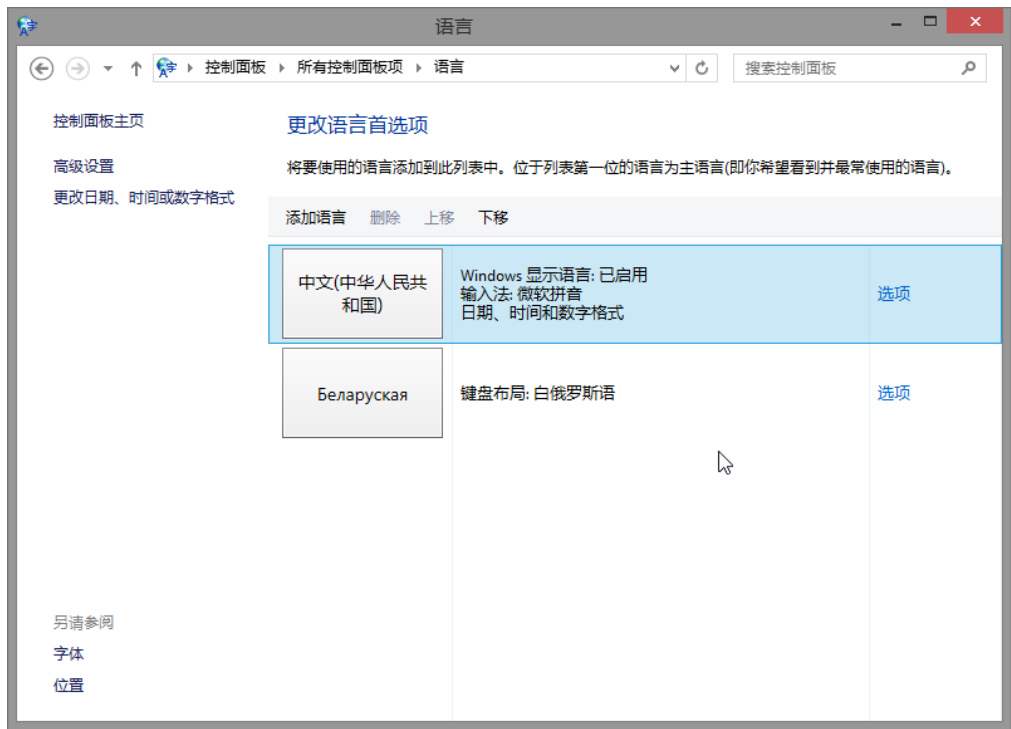 语言
控制面板 所有控制面板项 语言
搜索控制面板
控制面板主页
高级设置
更改日期、时间或数字格式
更改语言首选项
将要使用的语言添加到此列表中。位于列表第一位的语言为主语言(即你希望看到并最常使用的语言)。
添加语言 删除 上移 下移
中文(中华人民共
和国)
Windows 显示语言: 已启用
输入法: 微软拼音
日期、时间和数字格式
选项
Беларуская
键盘布局: 白俄罗斯语
选项
另请参阅
字体
位置